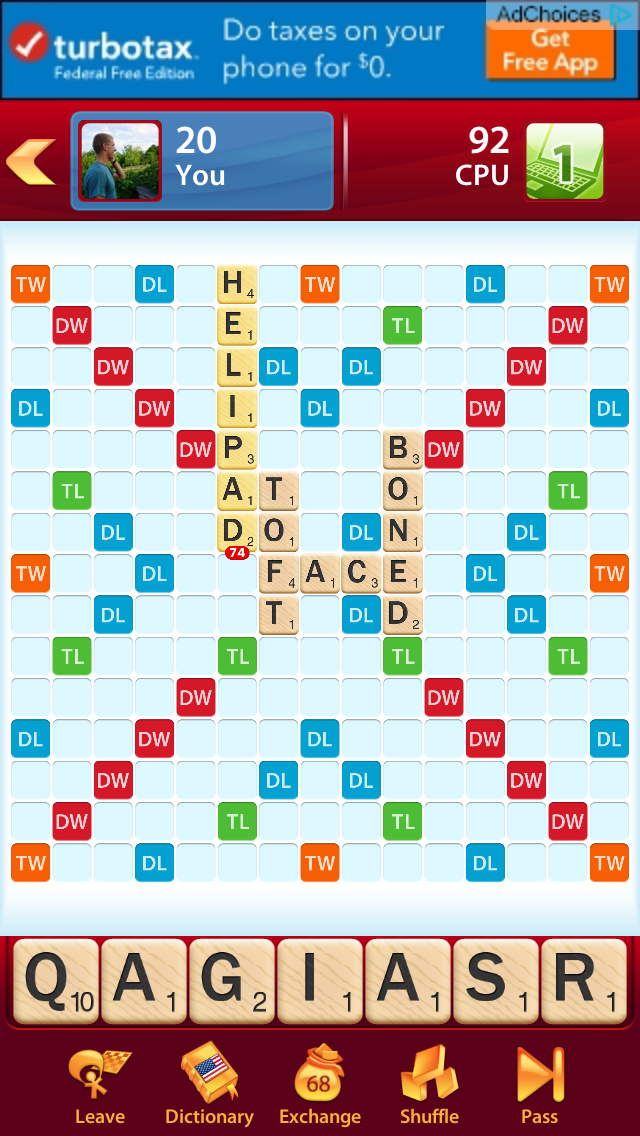 AdChoices
turbotax
Federal Free Edition
Do taxes on your
phone for $0.
Get
Free App
20
You
92
CPU
1
TW DL H4 TW DL TW
DW E1 TL DW
DW L1 DL DL DW
DL DW I1 DL DW DL
DW P3 B3 DW
TL A1 T1 O1 TL
DL D2 O1 DL N1 DL
74
TW DL F4 A1 C3 E1 DL TW
DL T1 DL D2 DL
TL TL TL TL
DW DW
DL DW DL DW DL
DW DL DL DW
DW TL TL DW
TW DL TW DL TW
Q10 A1 G2 I1 A1 S1 R1
68
Leave Dictionary Exchange Shuffle Pass